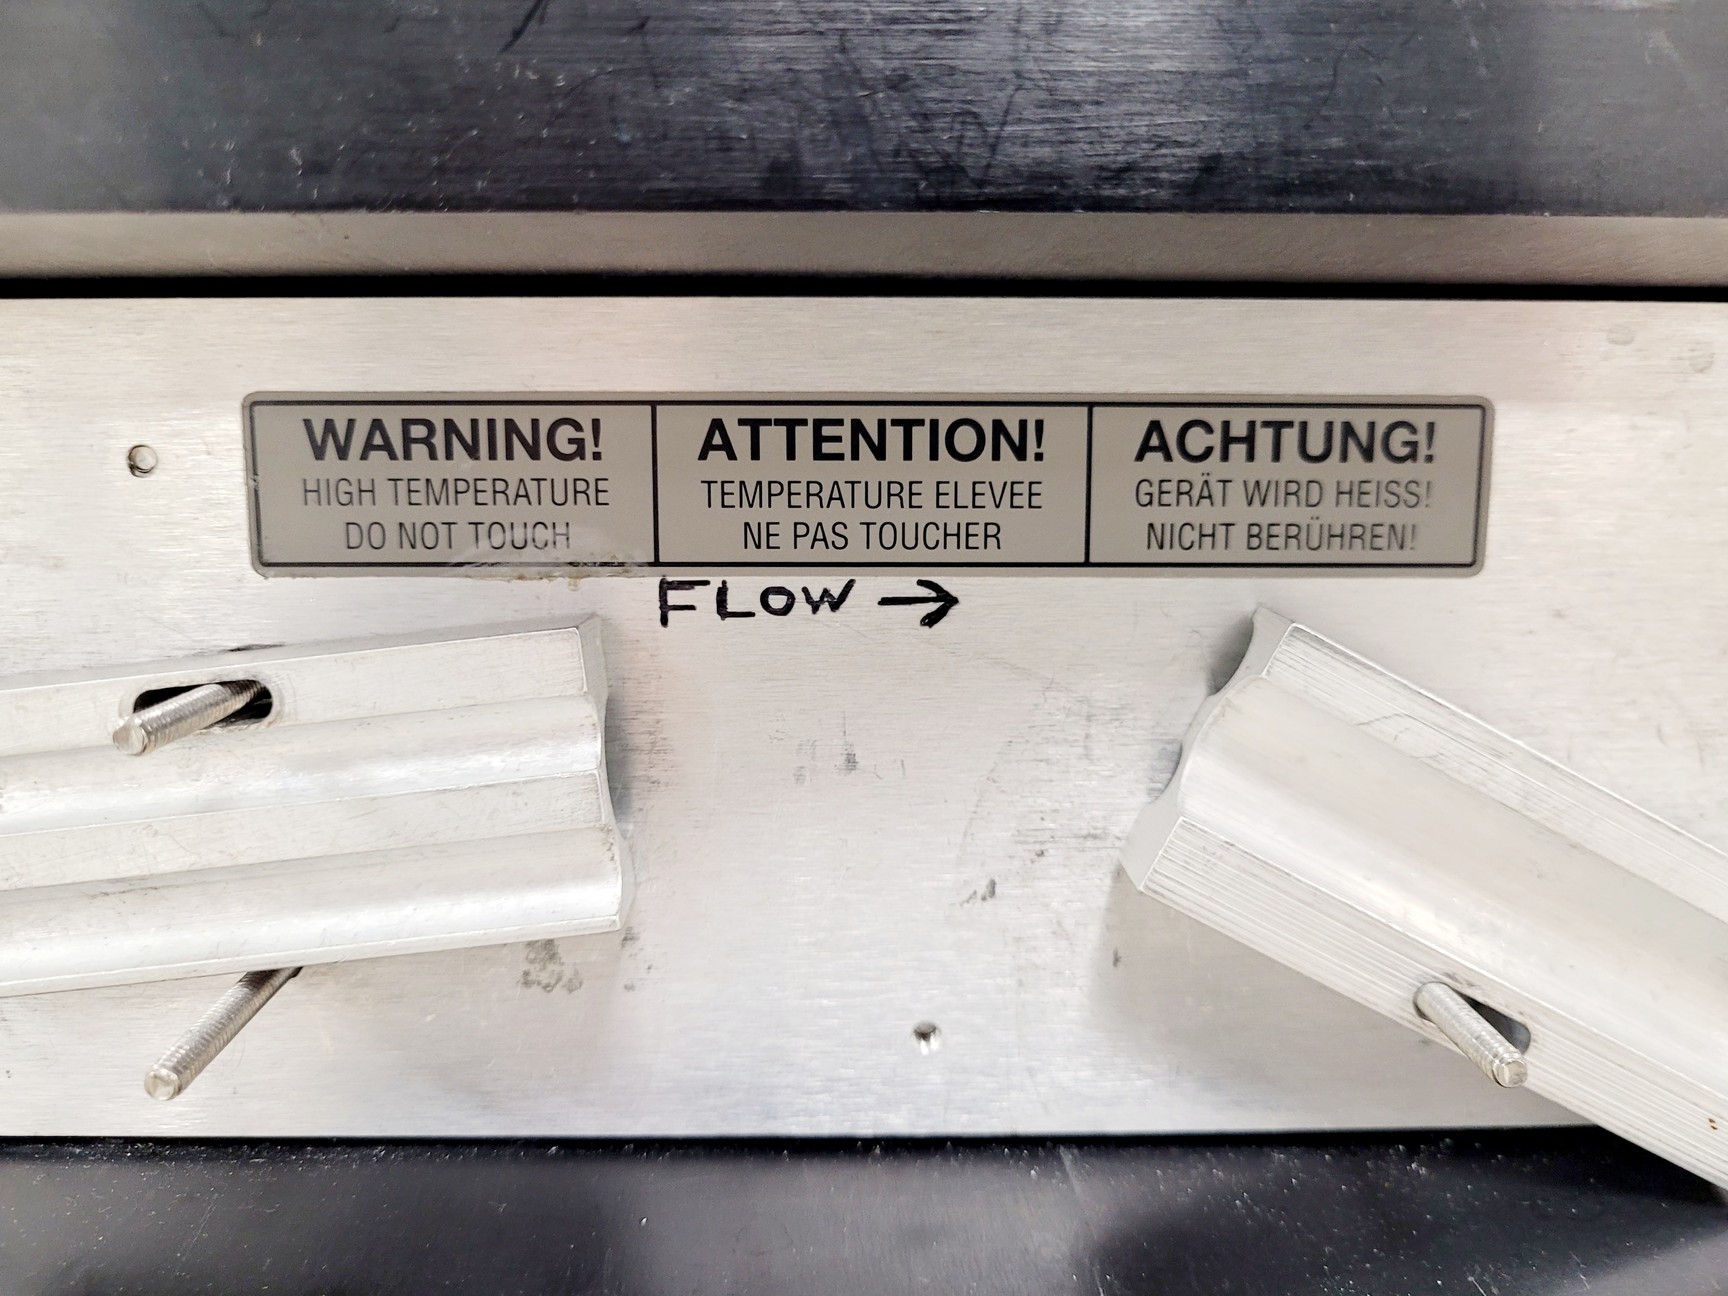 WARNING!
HIGH TEMPERATURE
DO NOT TOUCH
ATTENTION!
TEMPERATURE ELEVEE
NE PAS TOUCHER
ACHTUNG!
GERÄT WIRD HEISS!
NICHT BERÜHREN!
FLOW →